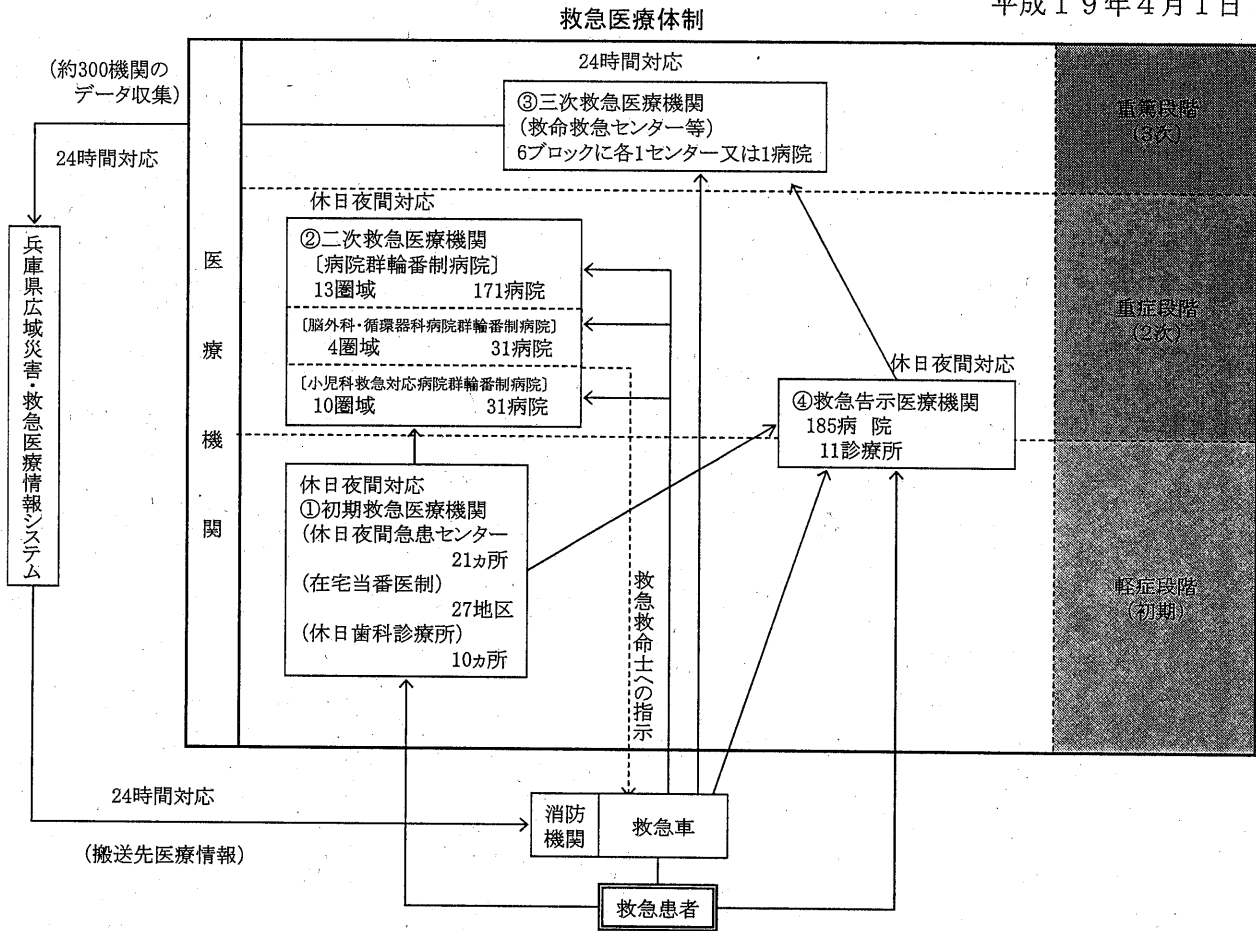 平成１９年４月１日
救急医療体制
(約300機関の
データ収集)
24時間対応
24時間対応
③三次救急医療機関
(救命救急センター等)
6ブロックに各1センター又は1病院
重篤段階
(3次)
兵庫県広域災害・救急医療情報システム
医療機関
休日夜間対応
②二次救急医療機関
〔病院群輪番制病院〕
13圏域 171病院
〔脳外科・循環器科病院群輪番制病院〕
4圏域 31病院
〔小児科救急対応病院群輪番制病院〕
10圏域 31病院
重症段階
(2次)
休日夜間対応
④救急告示医療機関
185病 院
11診療所
休日夜間対応
①初期救急医療機関
(休日夜間急患センター
21ヵ所
(在宅当番医制)
27地区
(休日歯科診療所)
10ヵ所
救急救命士への指示
軽症段階
(初期)
24時間対応
(搬送先医療情報)
消防
機関
救急車
救急患者